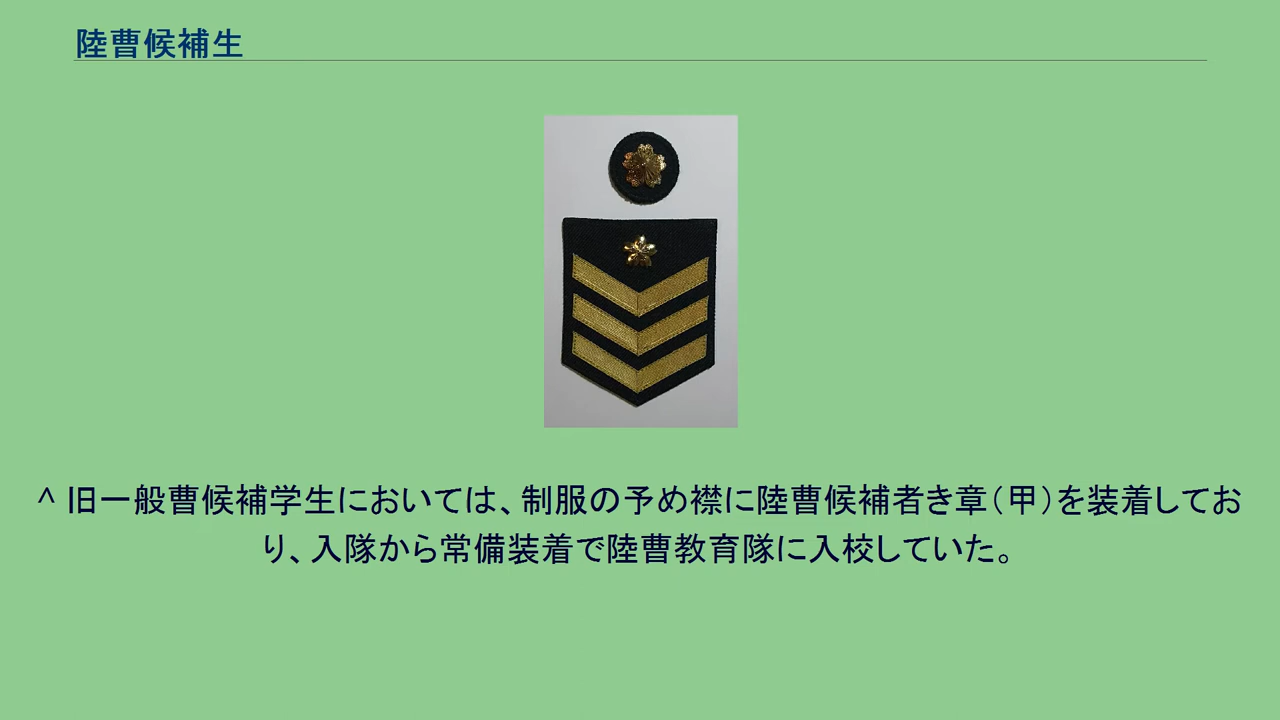 陸曹候補生
^ 旧一般曹候補学生においては、制服の予め襟に陸曹候補者き章（甲）を装着してお
り、入隊から常備装着で陸曹教育隊に入校していた。